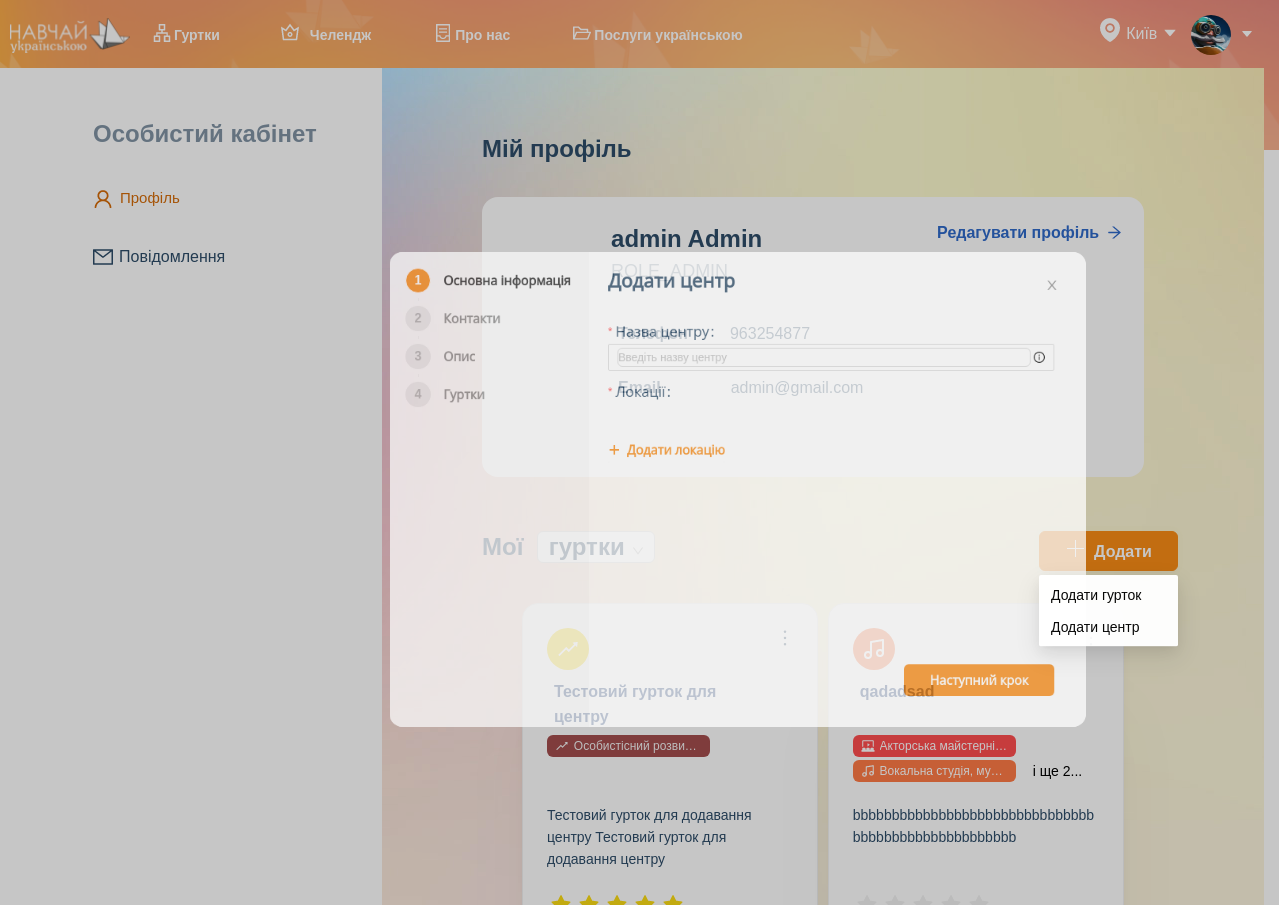 НАВЧАЙ
українською
Гуртки
Челендж
Про нас
Послуги українською
Київ
Особистий кабінет
Профіль
Повідомлення
Мій профіль
admin Admin
Редагувати профіль
ROLE_ADMIN
1 Основна інформація
2 Контакти
3 Опис
4 Гуртки
Додати центр
* Назва центру:
963254877
Введіть назву центру
Email
admin@gmail.com
* Локації:
+ Додати локацію
Мої гуртки
Додати
Додати гурток
Додати центр
Наступний крок
Тестовий гурток для
центру
Особистісний розви...
qadadsad
Акторська майстерні...
Вокальна студія, му...
і ще 2...
Тестовий гурток для додавання
центру Тестовий гурток для
додавання центру
bbbbbbbbbbbbbbbbbbbbbbbbbbbbbbb
bbbbbbbbbbbbbbbbbbbbb